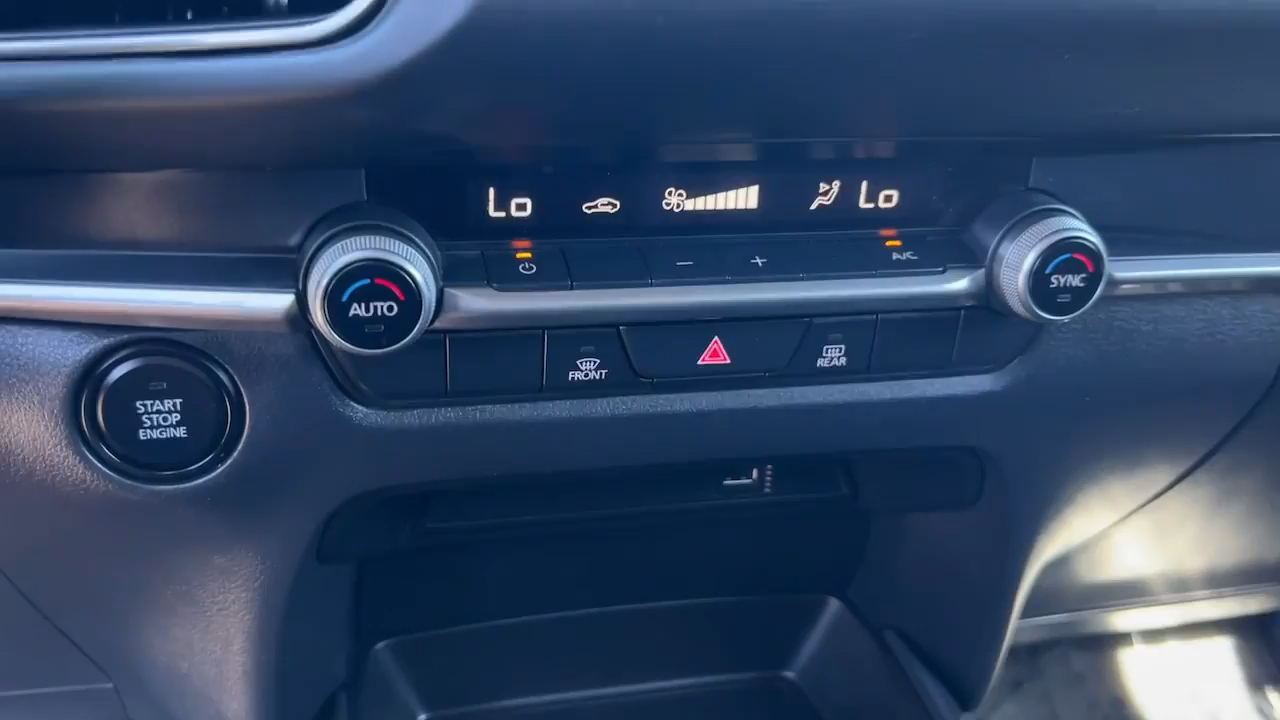 Lo Lo
− + A/C
AUTO
SYNC
FRONT
REAR
START
STOP
ENGINE